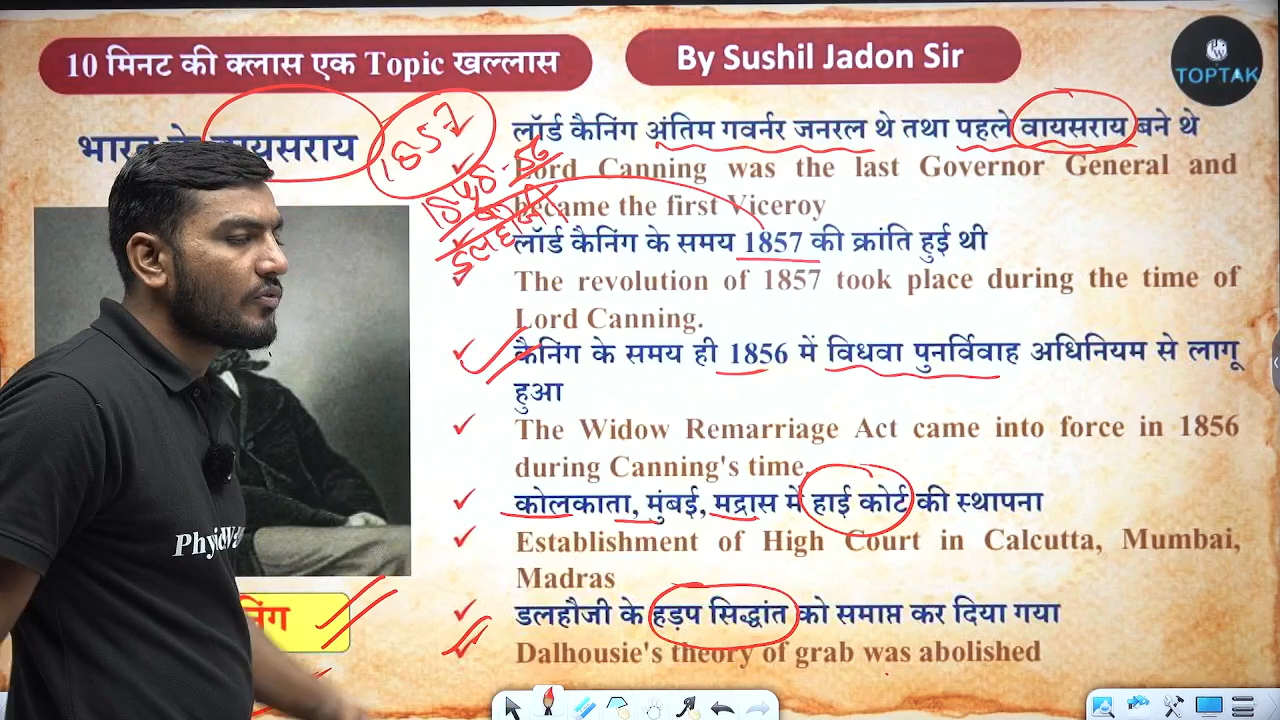 10 मिनट की क्लास एक Topic खल्लास
By Sushil Jadon Sir
TOPTAK
भारत के वायसराय
1857
लॉर्ड कैनिंग अंतिम गवर्नर जनरल थे तथा पहले वायसराय बने थे
Lord Canning was the last Governor General and
became the first Viceroy
लॉर्ड कैनिंग के समय 1857 की क्रांति हुई थी
The revolution of 1857 took place during the time of
Lord Canning.
कैनिंग के समय ही 1856 में विधवा पुनर्विवाह अधिनियम से लागू
हुआ
The Widow Remarriage Act came into force in 1856
during Canning's time.
कोलकाता, मुंबई, मद्रास में हाई कोर्ट की स्थापना
Establishment of High Court in Calcutta, Mumbai,
Madras
डलहौजी के हड़प सिद्धांत को समाप्त कर दिया गया
Dalhousie's theory of grab was abolished